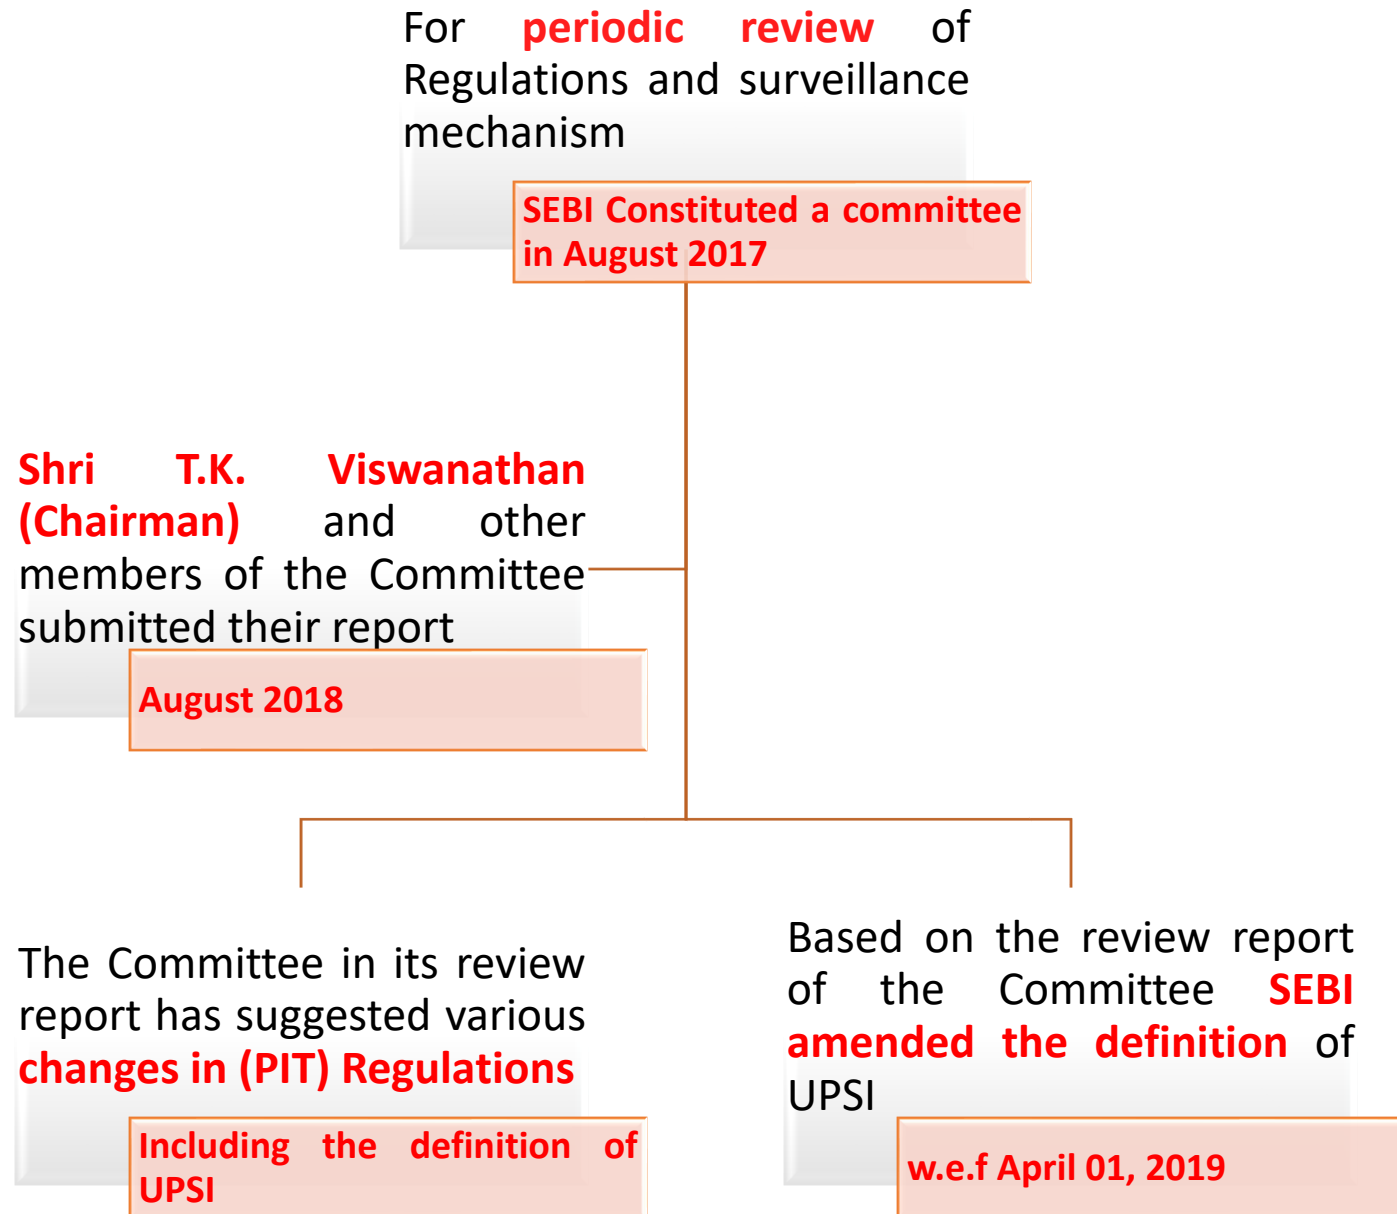 For periodic review of
Regulations and surveillance
mechanism
SEBI Constituted a committee
in August 2017
Shri T.K. Viswanathan
(Chairman) and other
members of the Committee
submitted their report
August 2018
The Committee in its review
report has suggested various
changes in (PIT) Regulations
Including the definition of
UPSI
Based on the review report
of the Committee SEBI
amended the definition of
UPSI
w.e.f April 01, 2019